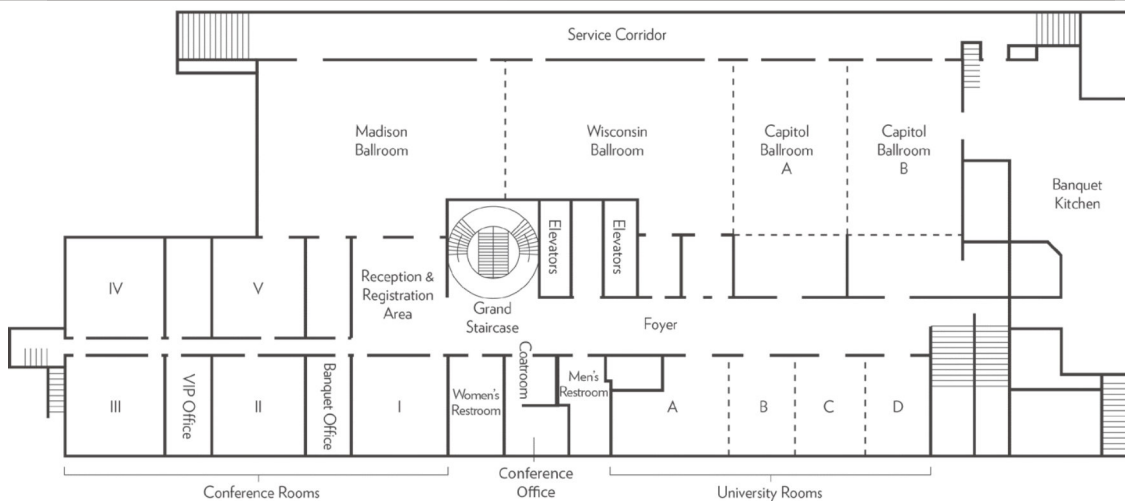 Service Corridor
Madison
Ballroom
Wisconsin
Ballroom
Capitol
Ballroom
A
Capitol
Ballroom
B
Banquet
Kitchen
Elevators
Elevators
IV
V
Reception &
Registration
Area
Grand
Staircase
Foyer
III
VIP Office
II
Banquet Office
I
Women's
Restroom
Coatroom
Men's
Restroom
A
B
C
D
Conference Rooms
Conference
Office
University Rooms